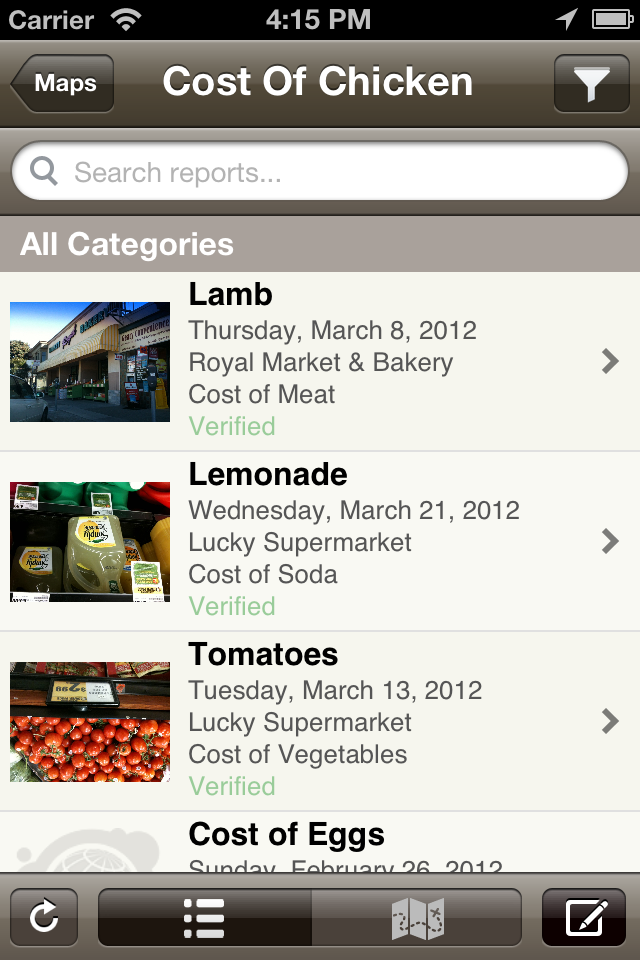 Carrier 4:15 PM
Maps Cost Of Chicken
Search reports...
All Categories
Lamb
Thursday, March 8, 2012
Royal Market & Bakery
Cost of Meat
Verified
Lemonade
Wednesday, March 21, 2012
Lucky Supermarket
Cost of Soda
Verified
Simply
Simply
Tomatoes
Tuesday, March 13, 2012
Lucky Supermarket
Cost of Vegetables
Verified
Cost of Eggs
Sunday, February 26, 2012